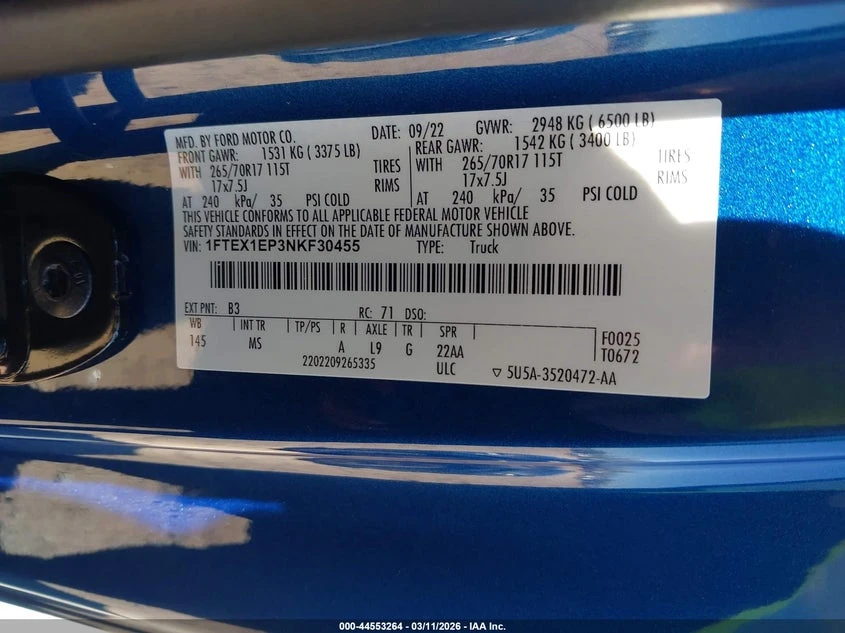 MFD. BY FORD MOTOR CO. DATE: 09/22 GVWR: 2948 KG ( 6500 LB)
FRONT GAWR: 1531 KG ( 3375 LB) REAR GAWR: 1542 KG ( 3400 LB)
WITH 265/70R17 115T TIRES WITH 265/70R17 115T TIRES
17x7.5J RIMS 17x7.5J RIMS
AT 240 kPa/ 35 PSI COLD AT 240 kPa/ 35 PSI COLD
THIS VEHICLE CONFORMS TO ALL APPLICABLE FEDERAL MOTOR VEHICLE
SAFETY STANDARDS IN EFFECT ON THE DATE OF MANUFACTURE SHOWN ABOVE.
VIN: 1FTEX1EP3NKF30455 TYPE: Truck
EXT PNT: B3 RC: 71 DSO:
WB INT TR TP/PS R AXLE TR SPR F0025
145 MS A L9 G 22AA T0672
2202209265335 ULC ▽ 5U5A-3520472-AA
000-44553264 - 03/11/2026 - IAA Inc.